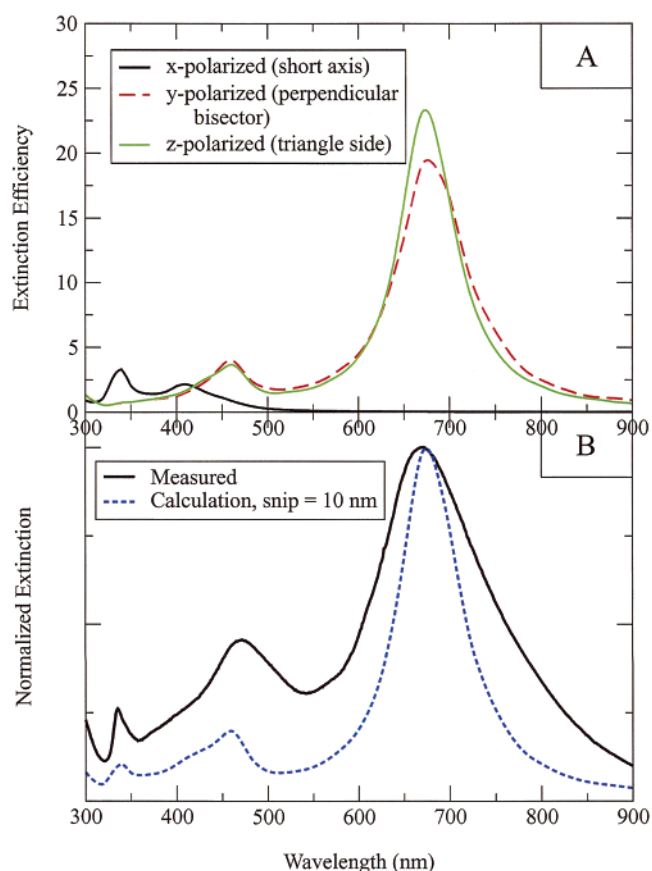 30
25
20
15
10
5
0
Extinction Efficiency
A
x-polarized (short axis)
y-polarized (perpendicular
bisector)
z-polarized (triangle side)
300 400 500 600 700 800 900
B
Measured
Calculation, snip = 10 nm
Normalized Extinction
300 400 500 600 700 800 900
Wavelength (nm)